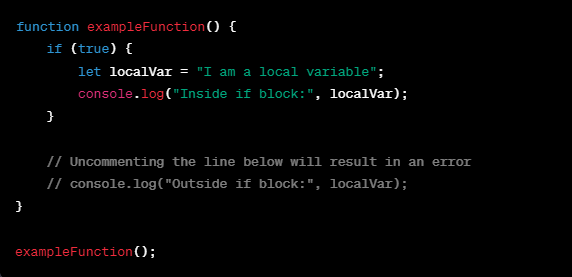 function exampleFunction() {
    if (true) {
        let localVar = "I am a local variable";
        console.log("Inside if block:", localVar);
    }

    // Uncommenting the line below will result in an error
    // console.log("Outside if block:", localVar);
}

exampleFunction();